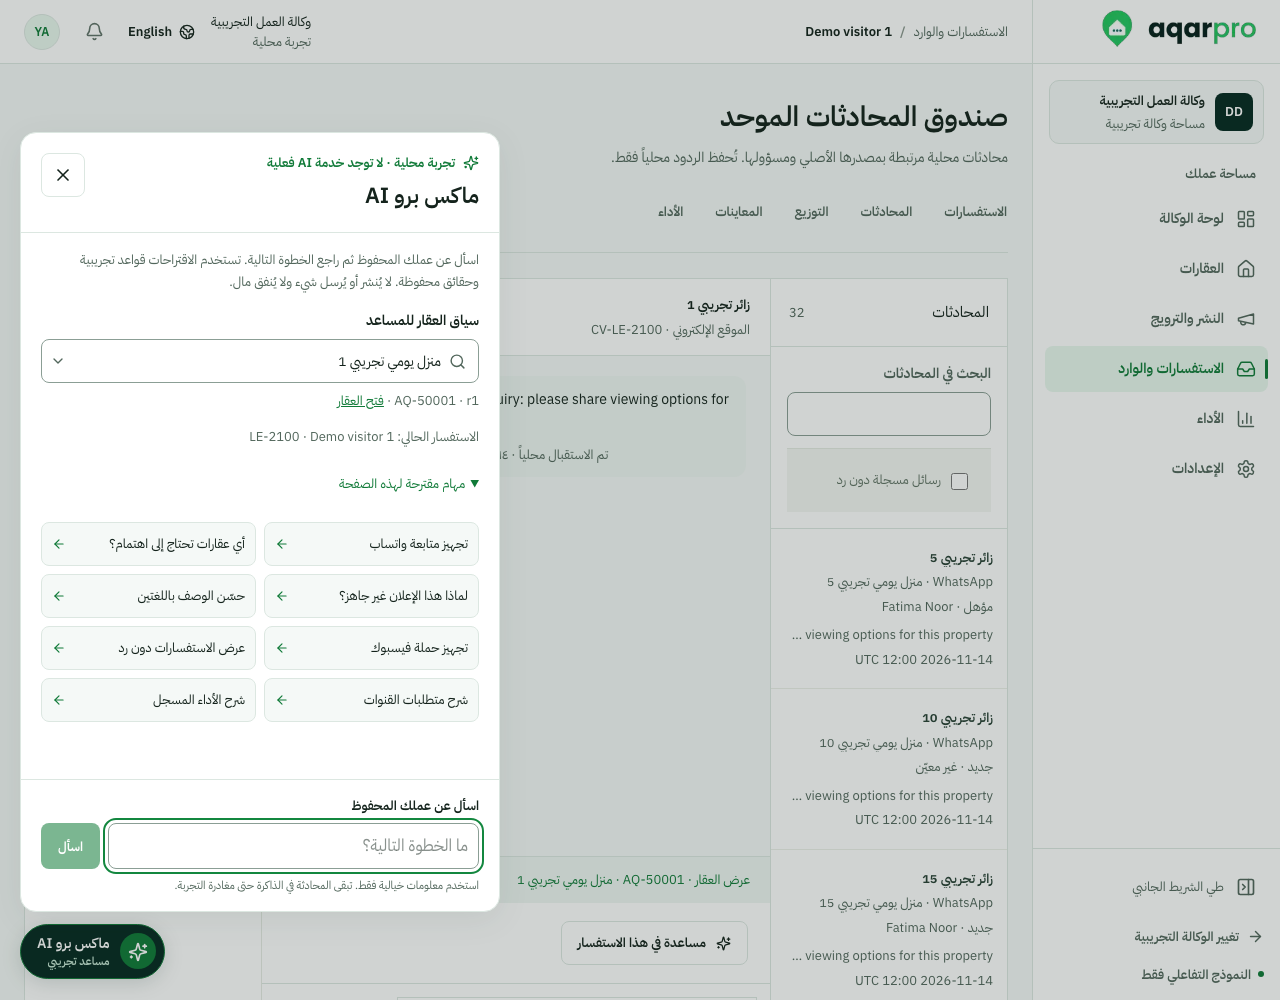 aqarpro
الاستفسارات والوارد / Demo visitor 1
وكالة العمل التجريبية
تجربة محلية
English
YA
DD
وكالة العمل التجريبية
مساحة وكالة تجريبية
مساحة عملك
لوحة الوكالة
العقارات
النشر والترويج
الاستفسارات والوارد
الأداء
الإعدادات
طي الشريط الجانبي
تغيير الوكالة التجريبية
النموذج التفاعلي فقط
صندوق المحادثات الموحد
محادثات محلية مرتبطة بمصدرها الأصلي ومسؤولها. تُحفظ الردود محلياً فقط.
الاستفسارات
المحادثات
التوزيع
المعاينات
الأداء
المحادثات
32
البحث في المحادثات
رسائل مسجلة دون رد
زائر تجريبي 5
WhatsApp · منزل يومي تجريبي 5
مؤهل · Fatima Noor
viewing options for this property ...
2026-11-14 12:00 UTC
زائر تجريبي 10
WhatsApp · منزل يومي تجريبي 10
جديد · غير معيّن
viewing options for this property ...
2026-11-14 12:00 UTC
زائر تجريبي 15
WhatsApp · منزل يومي تجريبي 15
جديد · Fatima Noor
viewing options for this property ...
2026-11-14 12:00 UTC
زائر تجريبي 1
الموقع الإلكتروني · CV-LE-2100
please share viewing options for
تم الاستقبال محلياً ·
عرض العقار · AQ-50001 · منزل يومي تجريبي 1
مساعدة في هذا الاستفسار
تجربة محلية · لا توجد خدمة AI فعلية
ماكس برو AI
اسأل عن عملك المحفوظ ثم راجع الخطوة التالية. تستخدم الاقتراحات قواعد تجريبية
وحقائق محفوظة. لا يُنشر أو يُرسل شيء ولا يُنفق مال.
سياق العقار للمساعد
منزل يومي تجريبي 1
AQ-50001 · r1 · فتح العقار
الاستفسار الحالي: LE-2100 · Demo visitor 1
مهام مقترحة لهذه الصفحة
تجهيز متابعة واتساب
أي عقارات تحتاج إلى اهتمام؟
لماذا هذا الإعلان غير جاهز؟
حسّن الوصف باللغتين
تجهيز حملة فيسبوك
عرض الاستفسارات دون رد
شرح متطلبات القنوات
شرح الأداء المسجل
اسأل عن عملك المحفوظ
ما الخطوة التالية؟
اسأل
استخدم معلومات خيالية فقط. تبقى المحادثة في الذاكرة حتى مغادرة التجربة.
ماكس برو AI
مساعد تجريبي